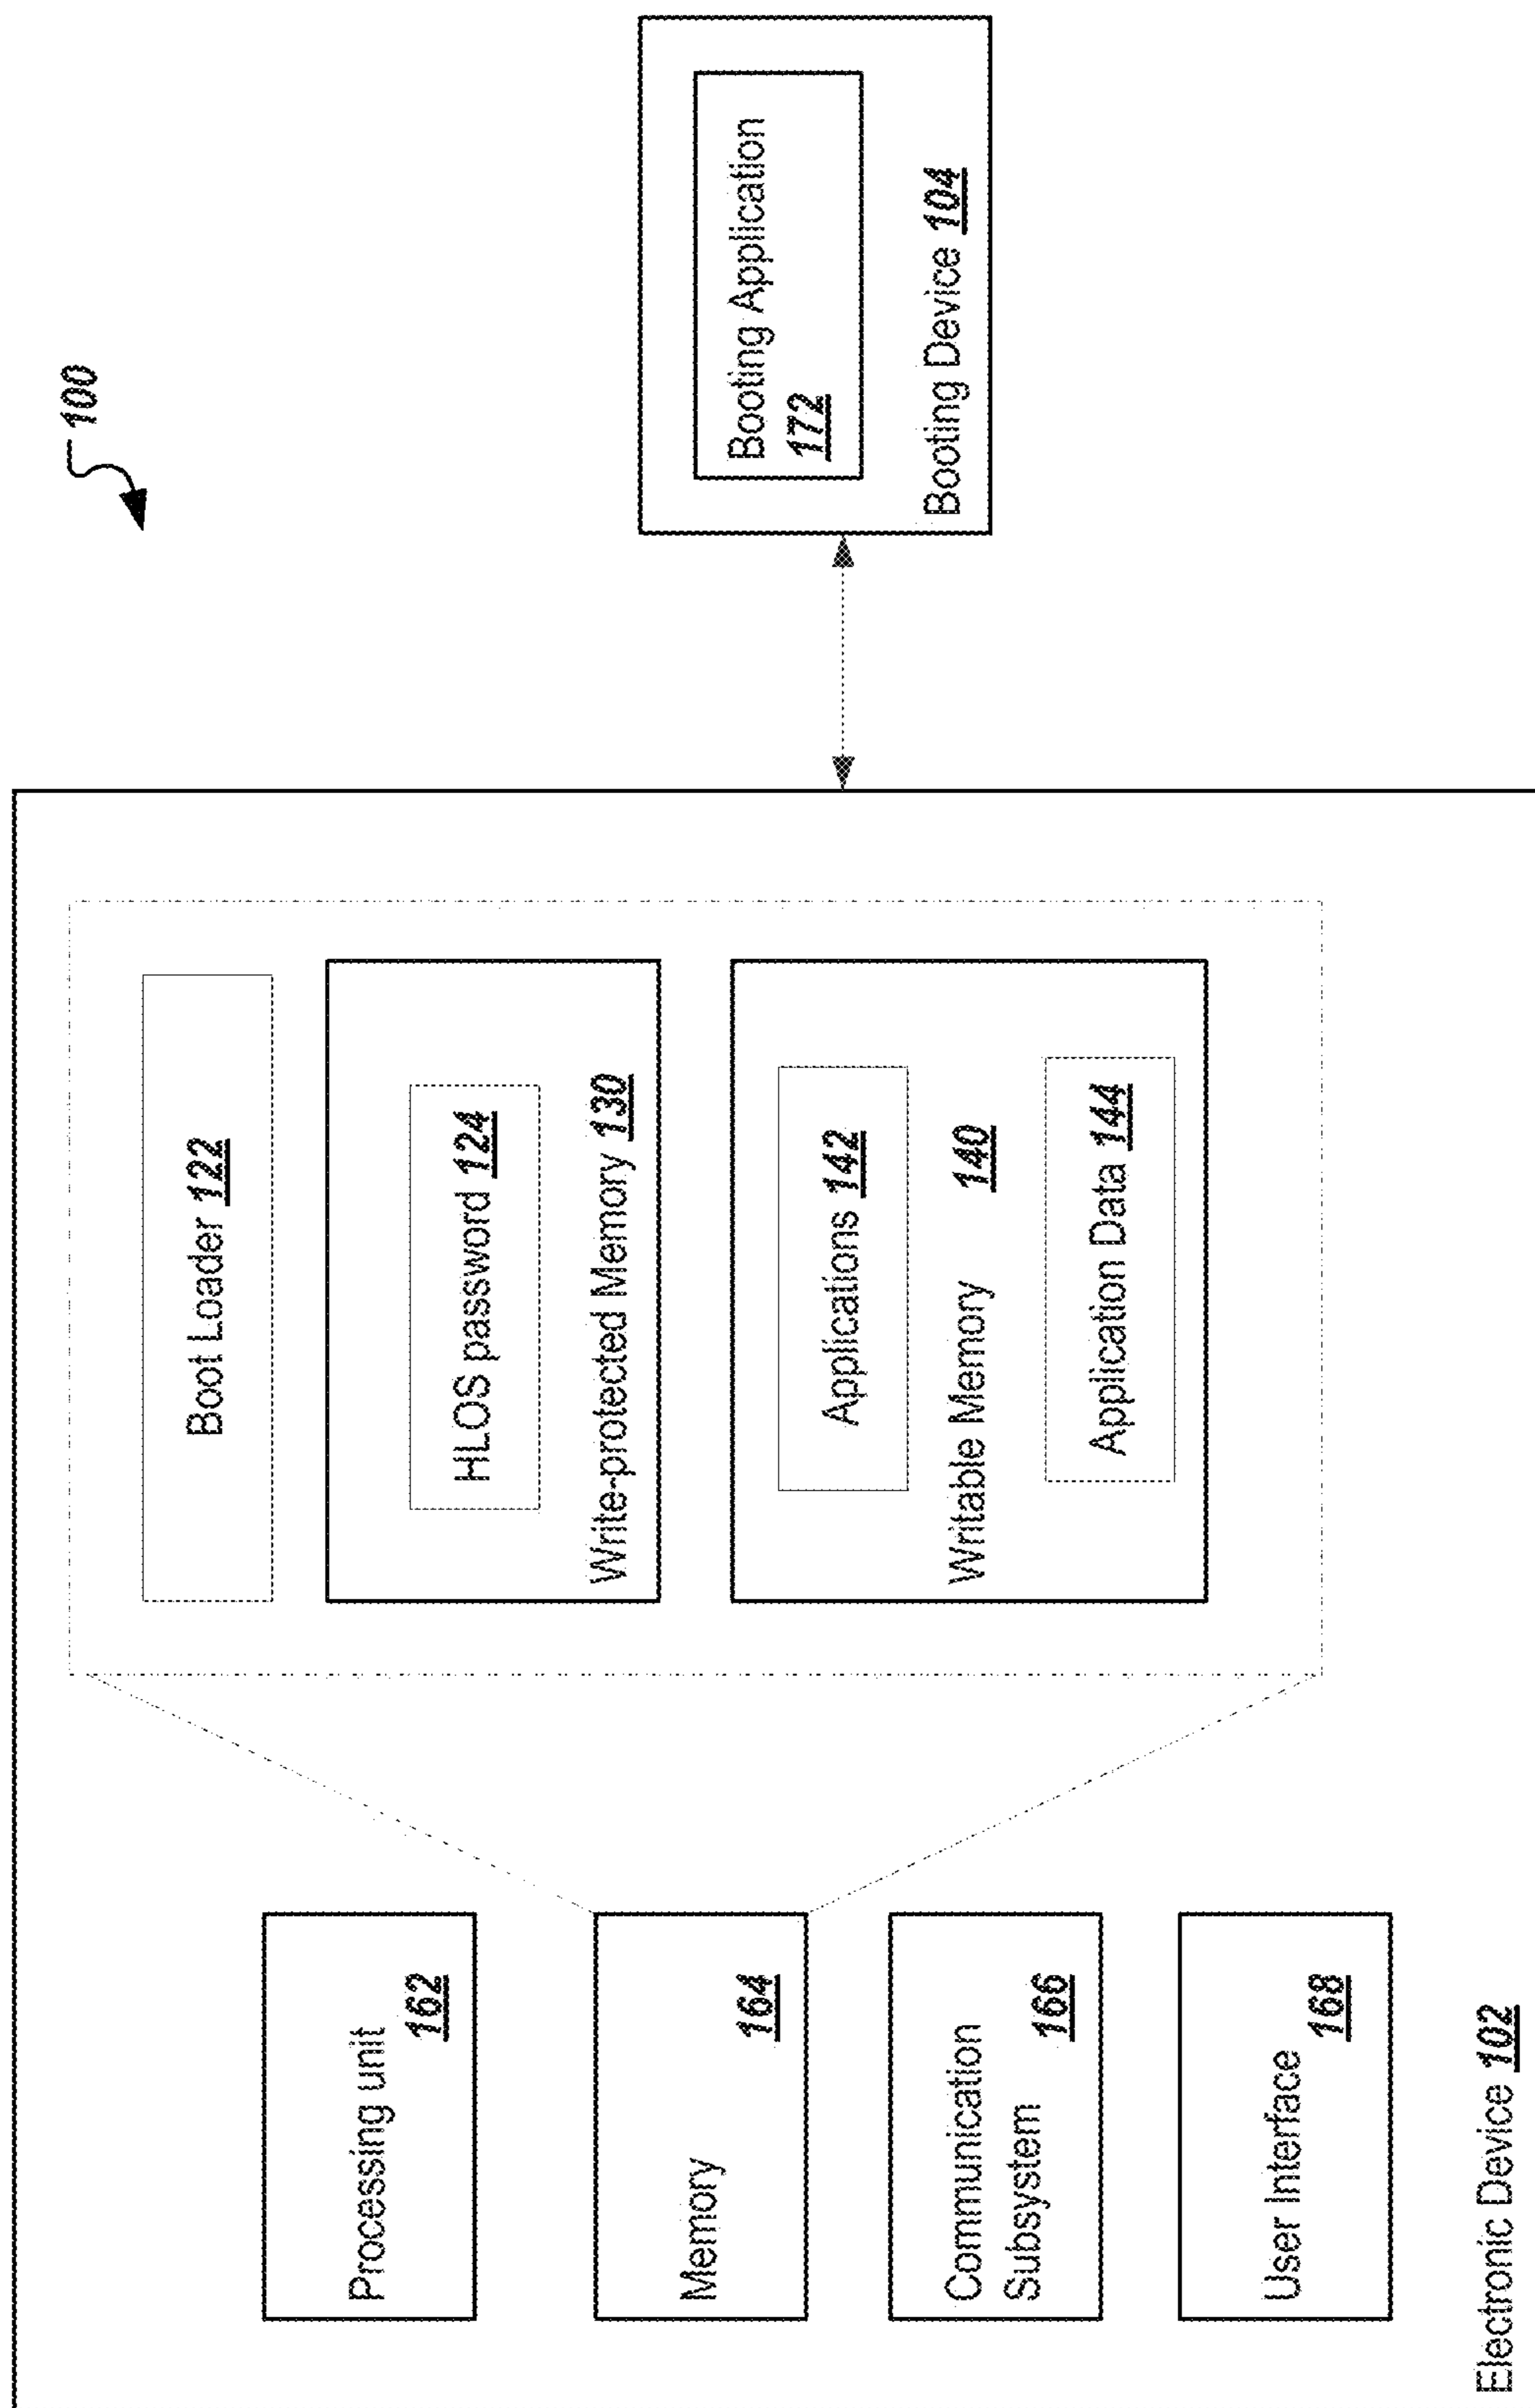 100
Processing unit
162
Memory
164
Communication
Subsystem
166
User Interface
168
Electronic Device 102
Boot Loader 122
HLOS password 124
Write-protected Memory 130
Applications 142
Writable Memory 140
Application Data 144
Booting Application
172
Booting Device 104